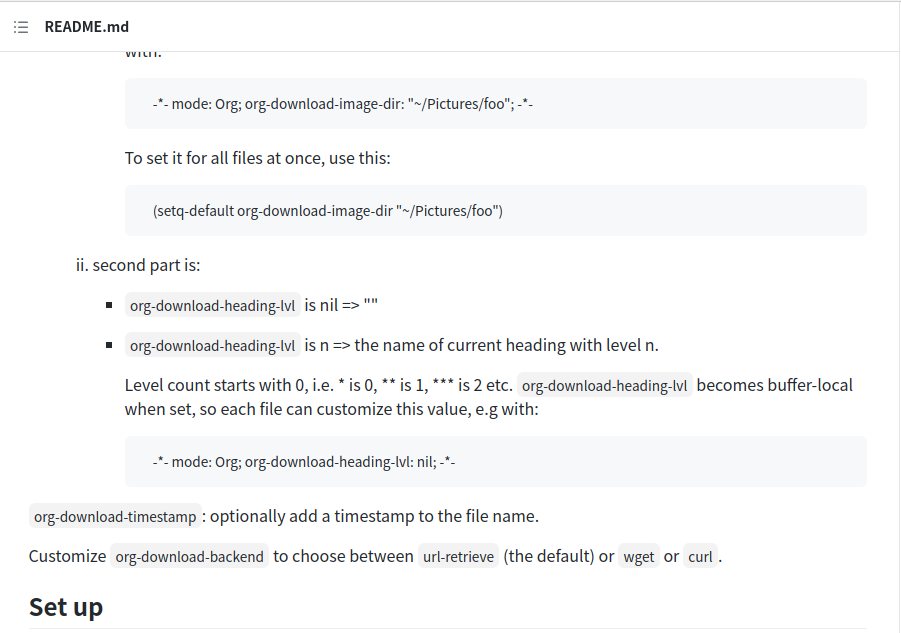 README.md
with:
-*- mode: Org; org-download-image-dir: "~/Pictures/foo"; -*-
To set it for all files at once, use this:
(setq-default org-download-image-dir "~/Pictures/foo")
ii. second part is:
org-download-heading-lvl is nil => ""
org-download-heading-lvl is n => the name of current heading with level n.
Level count starts with 0, i.e. * is 0, ** is 1, *** is 2 etc. org-download-heading-lvl becomes buffer-local
when set, so each file can customize this value, e.g with:
-*- mode: Org; org-download-heading-lvl: nil; -*-
org-download-timestamp : optionally add a timestamp to the file name.
Customize org-download-backend to choose between url-retrieve (the default) or wget or curl .
Set up